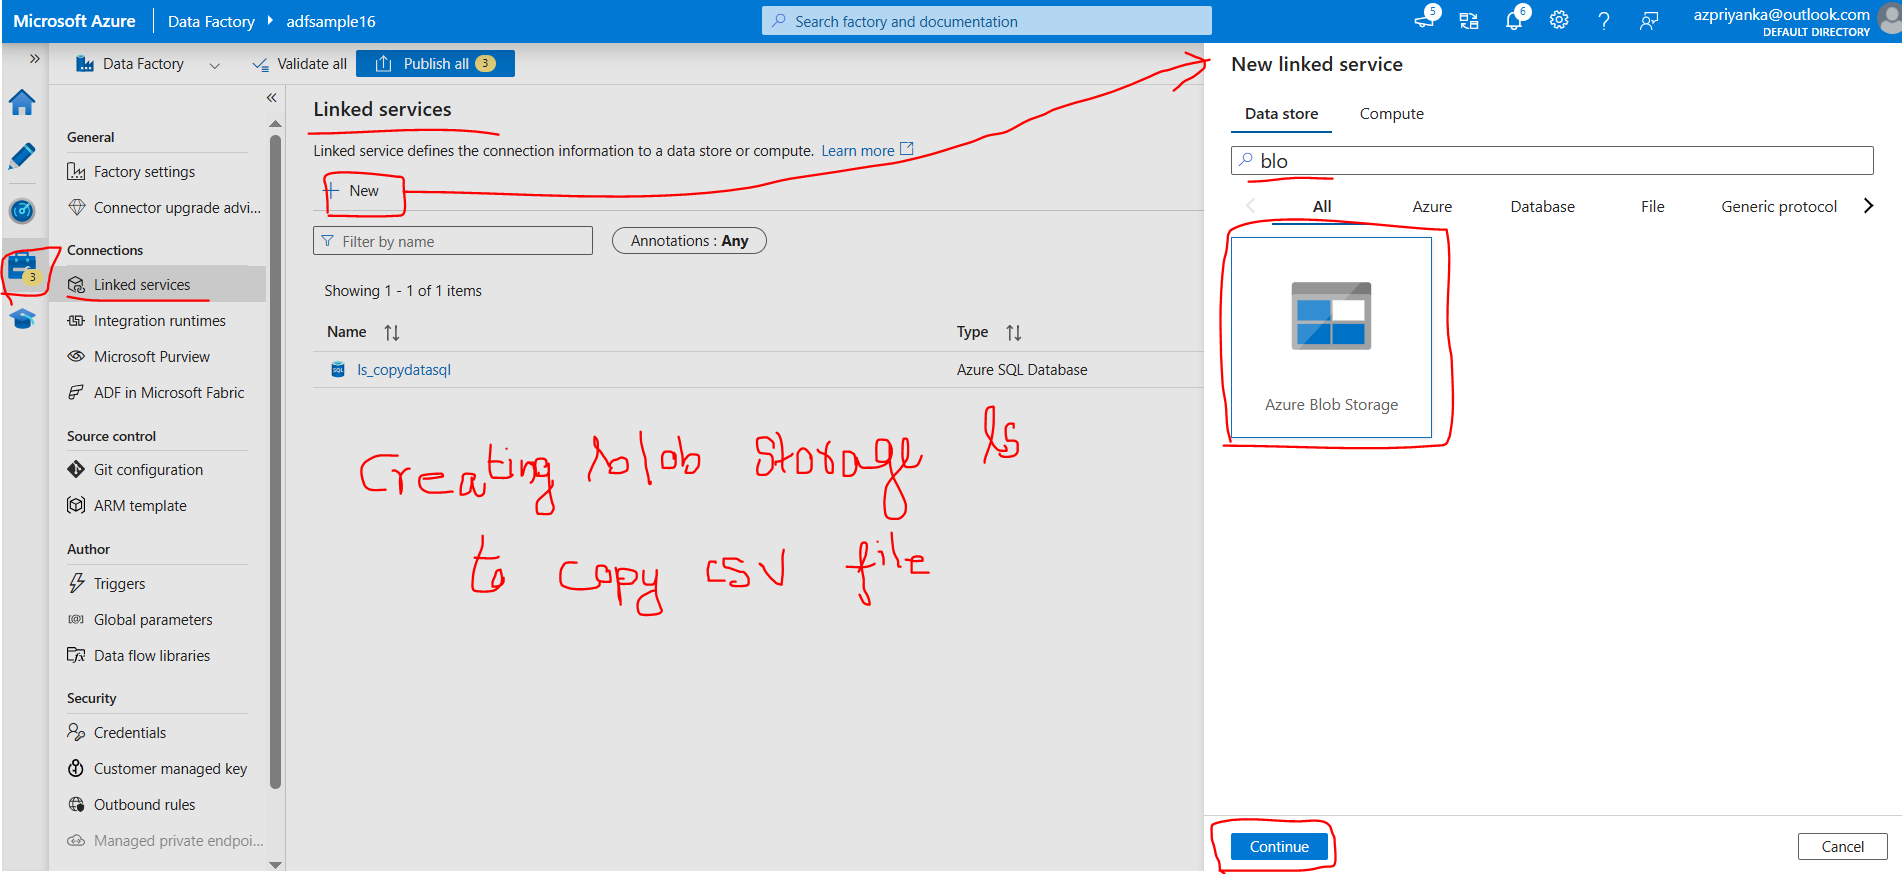 Microsoft Azure
Data Factory
adfsample16
Search factory and documentation
5
6
azpriyanka@outlook.com
DEFAULT DIRECTORY
Data Factory
Validate all
Publish all 3
General
Factory settings
Connector upgrade advi...
Connections
3
Linked services
Integration runtimes
Microsoft Purview
ADF in Microsoft Fabric
Source control
Git configuration
ARM template
Author
Triggers
Global parameters
Data flow libraries
Security
Credentials
Customer managed key
Outbound rules
Managed private endpoi...
Linked services
Linked service defines the connection information to a data store or compute. Learn more
New
Filter by name
Annotations : Any
Showing 1 - 1 of 1 items
Name Type
SQL ls_copydatasql Azure SQL Database
Creating blob storage ls
to copy csv file
New linked service
Data store Compute
blo
All Azure Database File Generic protocol
Azure Blob Storage
Continue Cancel